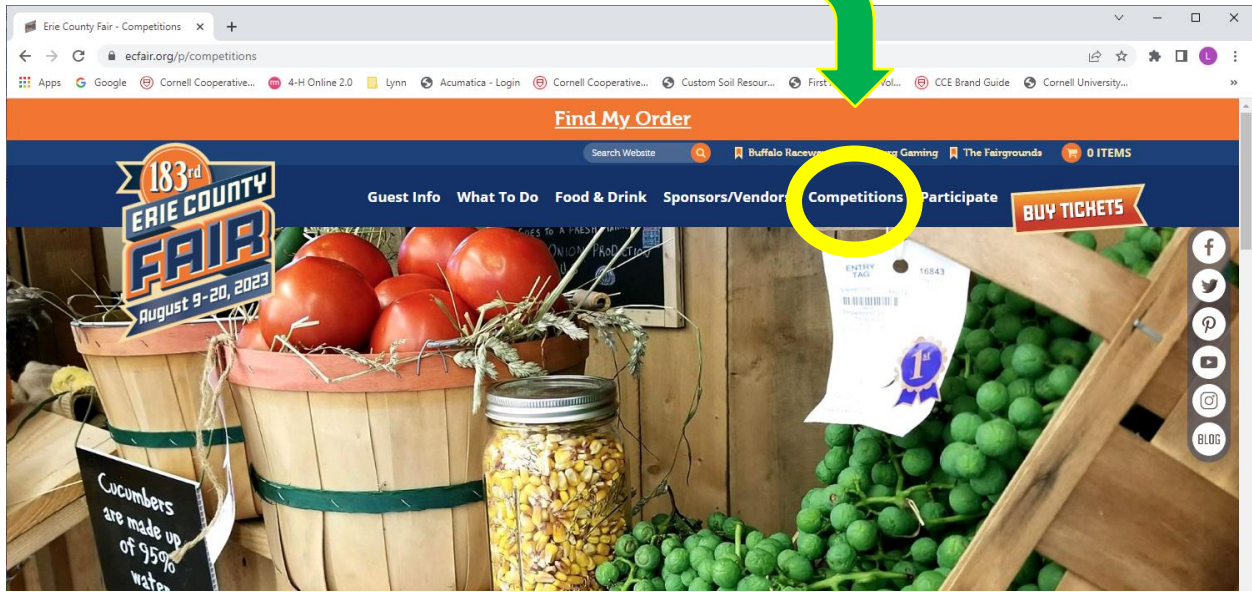 Erie County Fair - Competitions
ecfair.org/p/competitions
L
Apps Google Cornell Cooperative... 4-H Online 2.0 Lynn Acumatica - Login Cornell Cooperative... Custom Soil Resour... First CCE Brand Guide Cornell University...
Find My Order
Search Website Buffalo The Fairgrounds 0 ITEMS
Gaming
183rd
ERIE COUNTY
FAIR
August 9-20, 2023
Guest Info What To Do Food & Drink Sponsors/Vendors Competitions Participate BUY TICKETS
ENTRY
TAG
16843
1st
BLOG
Cucumbers
are made up
of 95%
water